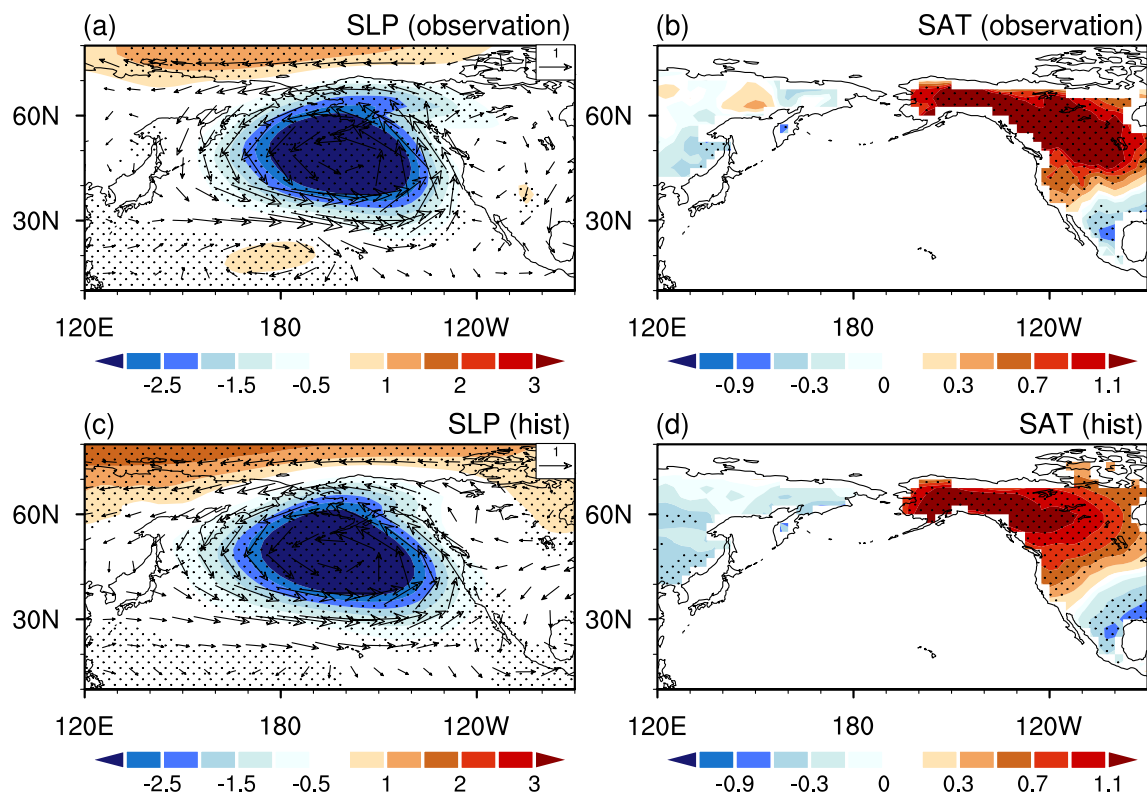 (a) SLP (observation)
(b) SAT (observation)
1
60N
30N
120E 180 120W
-2.5 -1.5 -0.5 1 2 3
60N
30N
120E 180 120W
-0.9 -0.3 0 0.3 0.7 1.1
(c) SLP (hist)
(d) SAT (hist)
1
60N
30N
120E 180 120W
-2.5 -1.5 -0.5 1 2 3
60N
30N
120E 180 120W
-0.9 -0.3 0 0.3 0.7 1.1